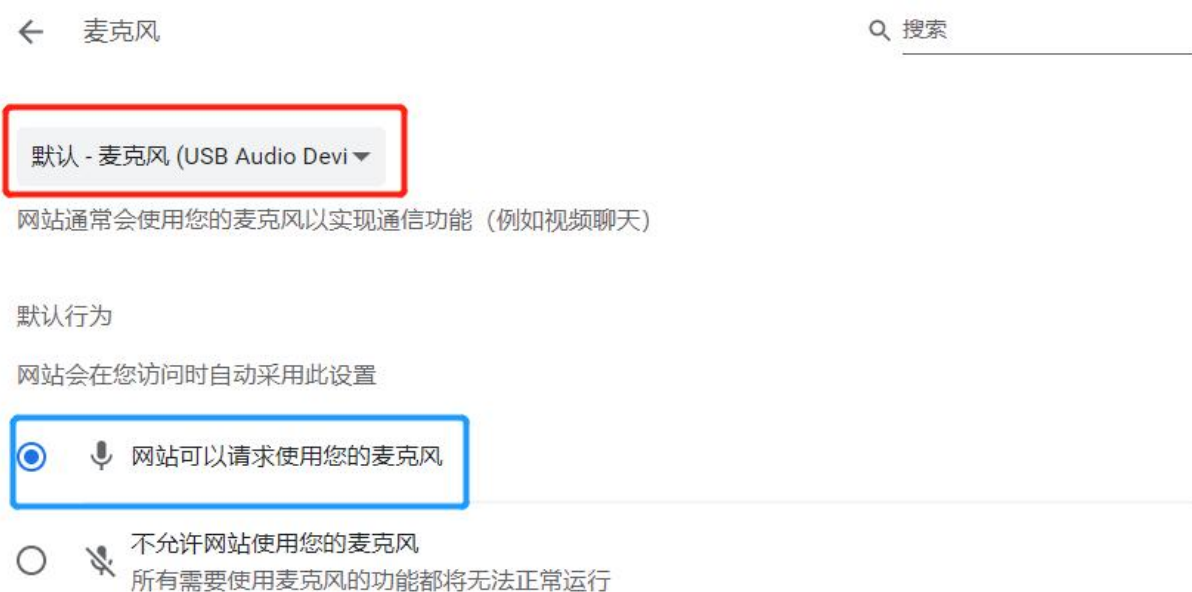 麦克风
搜索
默认 - 麦克风 (USB Audio Devi
网站通常会使用您的麦克风以实现通信功能（例如视频聊天）
默认行为
网站会在您访问时自动采用此设置
网站可以请求使用您的麦克风
不允许网站使用您的麦克风
所有需要使用麦克风的功能都将无法正常运行